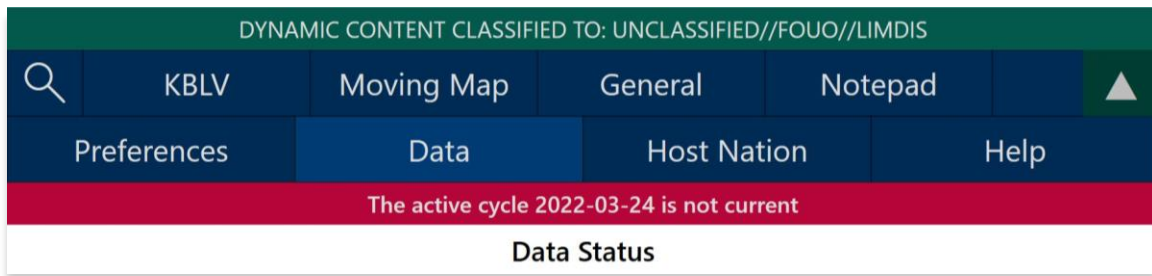 DYNAMIC CONTENT CLASSIFIED TO: UNCLASSIFIED//FOUO//LIMDIS
KBLV Moving Map General Notepad
Preferences Data Host Nation Help
The active cycle 2022-03-24 is not current
Data Status